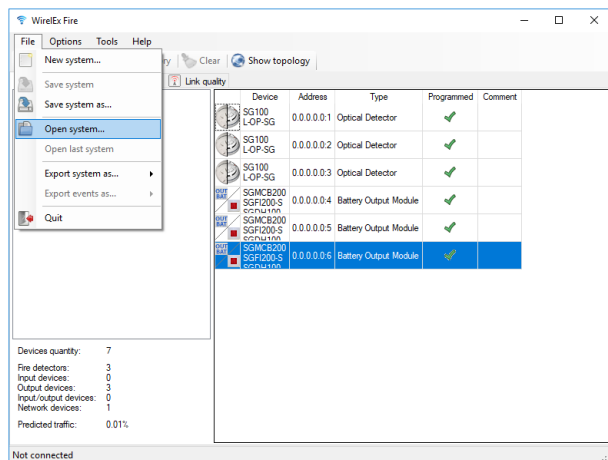 WirelEx Fire
File Options Tools Help
New system...
Save system
Save system as...
Open system...
Open last system
Export system as...
Export events as...
Quit
ry Clear Show topology
Link quality
Device Address Type Programmed Comment
SG100
L-OP-SG 0.0.0.0:1 Optical Detector
SG100
L-OP-SG 0.0.0.0:2 Optical Detector
SG100
L-OP-SG 0.0.0.0:3 Optical Detector
OUT BAT SGMCB200
SGFI200-S 0.0.0.0:4 Battery Output Module
SGDH100
OUT BAT SGMCB200
SGFI200-S 0.0.0.0:5 Battery Output Module
SGDH100
OUT BAT SGMCB200
SGFI200-S 0.0.0.0:6 Battery Output Module
SGDH100
Devices quantity: 7
Fire detectors: 3
Input devices: 0
Output devices: 3
Input/output devices: 0
Network devices: 1
Predicted traffic: 0.01%
Not connected